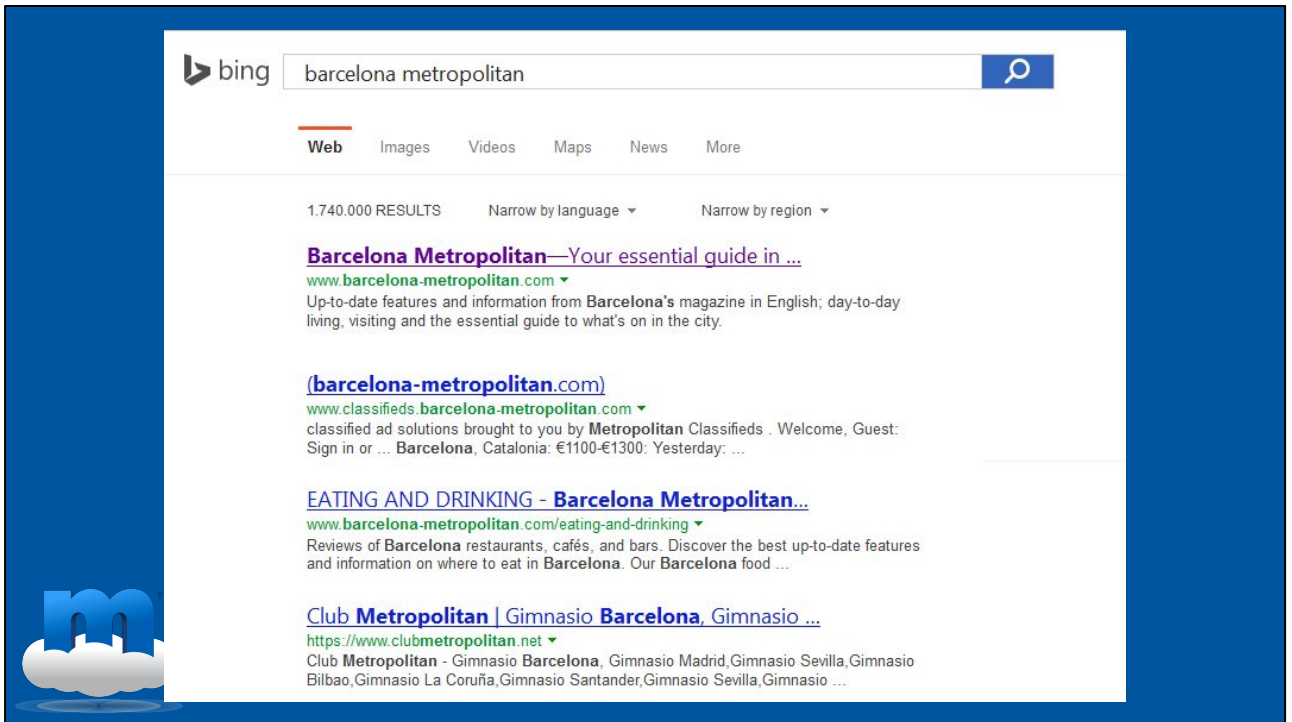 bing
barcelona metropolitan
Web Images Videos Maps News More
1.740.000 RESULTS Narrow by language Narrow by region
Barcelona Metropolitan—Your essential guide in ...
www.barcelona-metropolitan.com
Up-to-date features and information from Barcelona's magazine in English; day-to-day
living, visiting and the essential guide to what's on in the city.
(barcelona-metropolitan.com)
www.classifieds.barcelona-metropolitan.com
classified ad solutions brought to you by Metropolitan Classifieds . Welcome, Guest:
Sign in or ... Barcelona, Catalonia: €1100-€1300: Yesterday: ...
EATING AND DRINKING - Barcelona Metropolitan...
www.barcelona-metropolitan.com/eating-and-drinking
Reviews of Barcelona restaurants, cafés, and bars. Discover the best up-to-date features
and information on where to eat in Barcelona. Our Barcelona food ...
Club Metropolitan | Gimnasio Barcelona, Gimnasio ...
https://www.clubmetropolitan.net
Club Metropolitan - Gimnasio Barcelona, Gimnasio Madrid,Gimnasio Sevilla,Gimnasio
Bilbao,Gimnasio La Coruña,Gimnasio Santander,Gimnasio Sevilla,Gimnasio ...
m